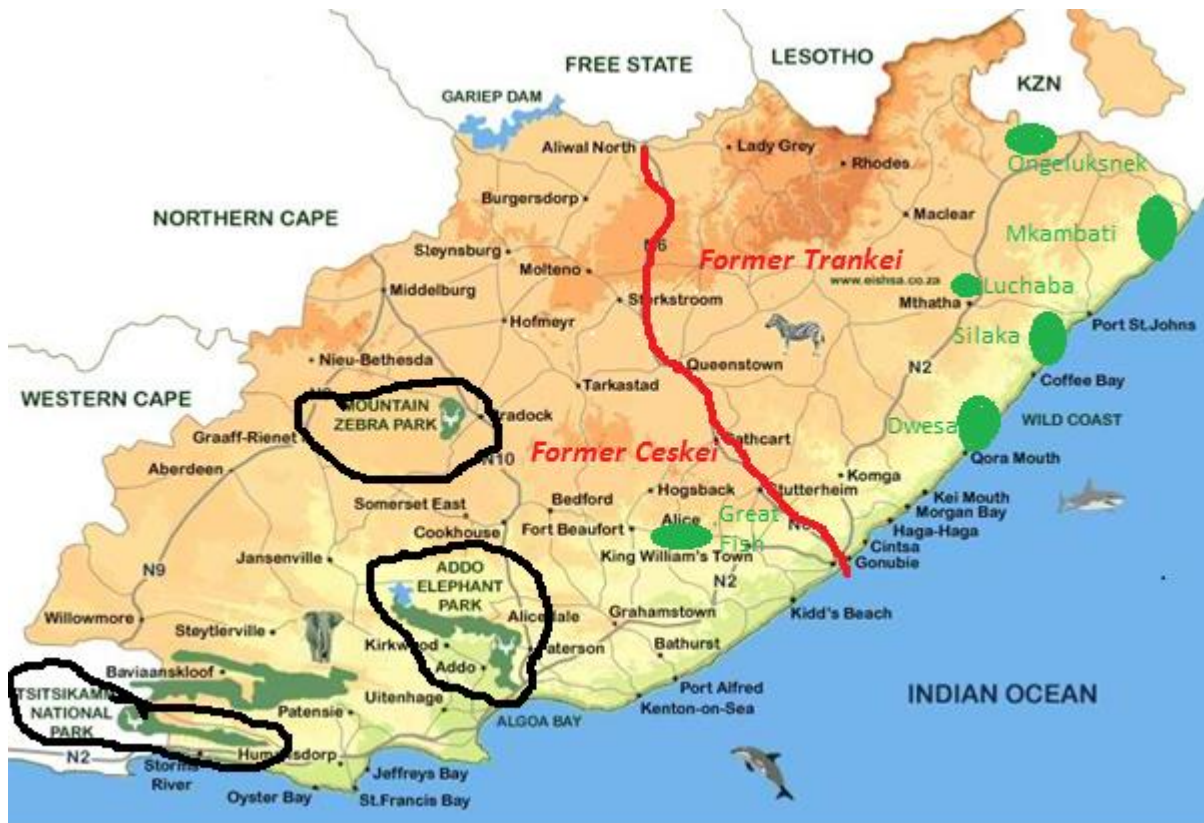 FREE STATE
LESOTHO
KZN
GARIEP DAM
Aliwal North
Lady Grey
Rhodes
Ongeluksnek
Burgersdorp
NORTHERN CAPE
Maclear
Mkambati
Steynsburg
N6
Former Trankei
Molteno
www.eishsa.co.za
Luchaba
Middelburg
Sterkstroom
Mthatha
Hofmeyr
Port St.Johns
Silaka
Nieu-Bethesda
Queenstown
N2
Coffee Bay
Tarkastad
WESTERN CAPE
N9
MOUNTAIN
ZEBRA PARK
Cradock
Dwesa
WILD COAST
Graaff-Rienet
Cathcart
Former Ceskei
N10
Qora Mouth
Aberdeen
Komga
Hogsback
Stutterheim
Kei Mouth
Somerset East
Bedford
Morgan Bay
Alice
Great
Fish
N6
Cookhouse
Fort Beaufort
Haga-Haga
Cintsa
Jansenville
King William's Town
Gonubie
ADDO
ELEPHANT
PARK
N9
N2
Willowmore
Alicedale
Grahamstown
Kidd's Beach
Steytlerville
Kirkwood
Paterson
Bathurst
Baviaanskloof
Addo
TSITSIKAMMA
NATIONAL
PARK
Uitenhage
Port Alfred
INDIAN OCEAN
Patensie
Kenton-on-Sea
ALGOA BAY
N2
Humansdorp
Storms
River
Jeffreys Bay
Oyster Bay
St.Francis Bay